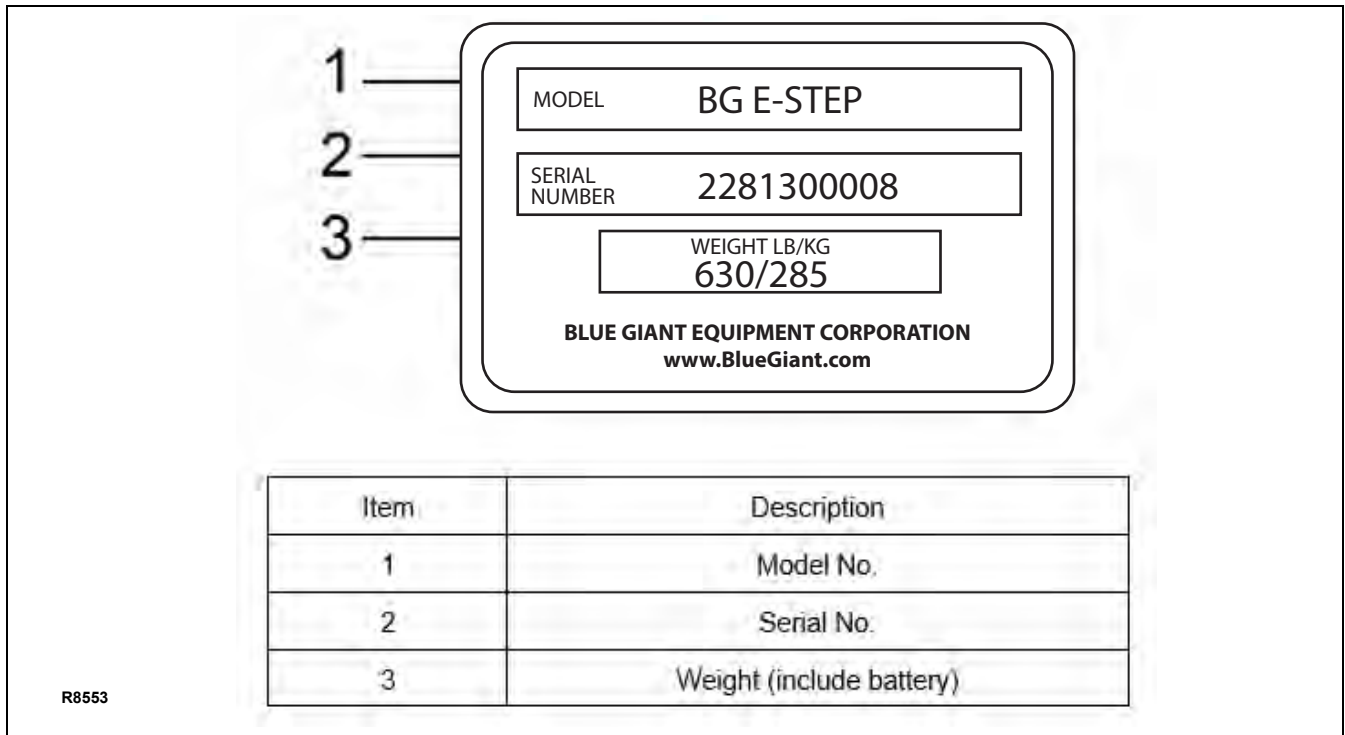 1
MODEL BG E-STEP
2
SERIAL
NUMBER 2281300008
3
WEIGHT LB/KG
630/285
BLUE GIANT EQUIPMENT CORPORATION
www.BlueGiant.com
Item Description
1 Model No.
2 Serial No.
3 Weight (include battery)
R8553